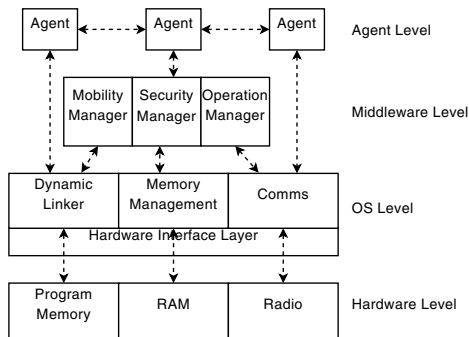 Agent Agent Agent Agent Level
Mobility Manager Security Manager Operation Manager Middleware Level
Dynamic Linker Memory Management Comms OS Level
Hardware Interface Layer
Program Memory RAM Radio Hardware Level